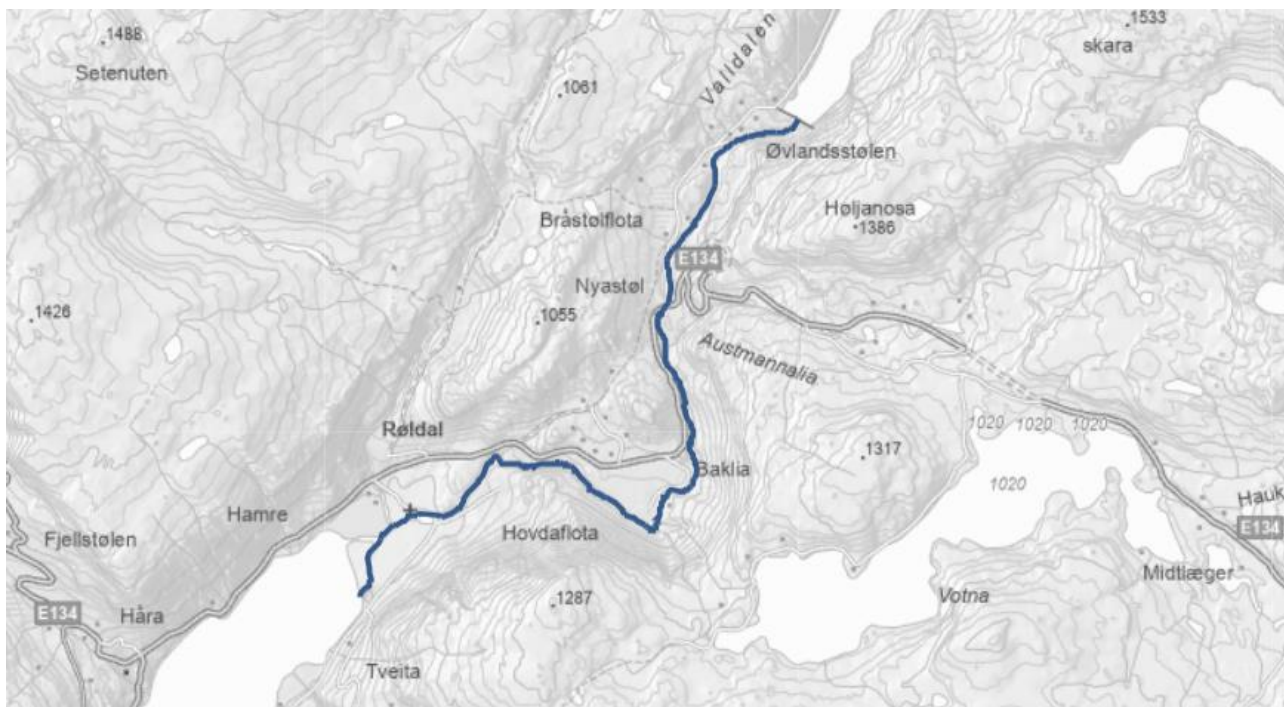 1533
1488
skara
Setenuten
1061
Valldalen
Øvlandsstølen
Høljanosa
Bråstølflota
1386
E134
Nyastøl
1426
1055
Austmannalia
Røldal
1020
1020
1020
1317
Baklia
1020
Hauk
Hamre
E134
Hovdaflota
Fjellstølen
Midtlæger
Votna
1287
E134
Håra
Tveita